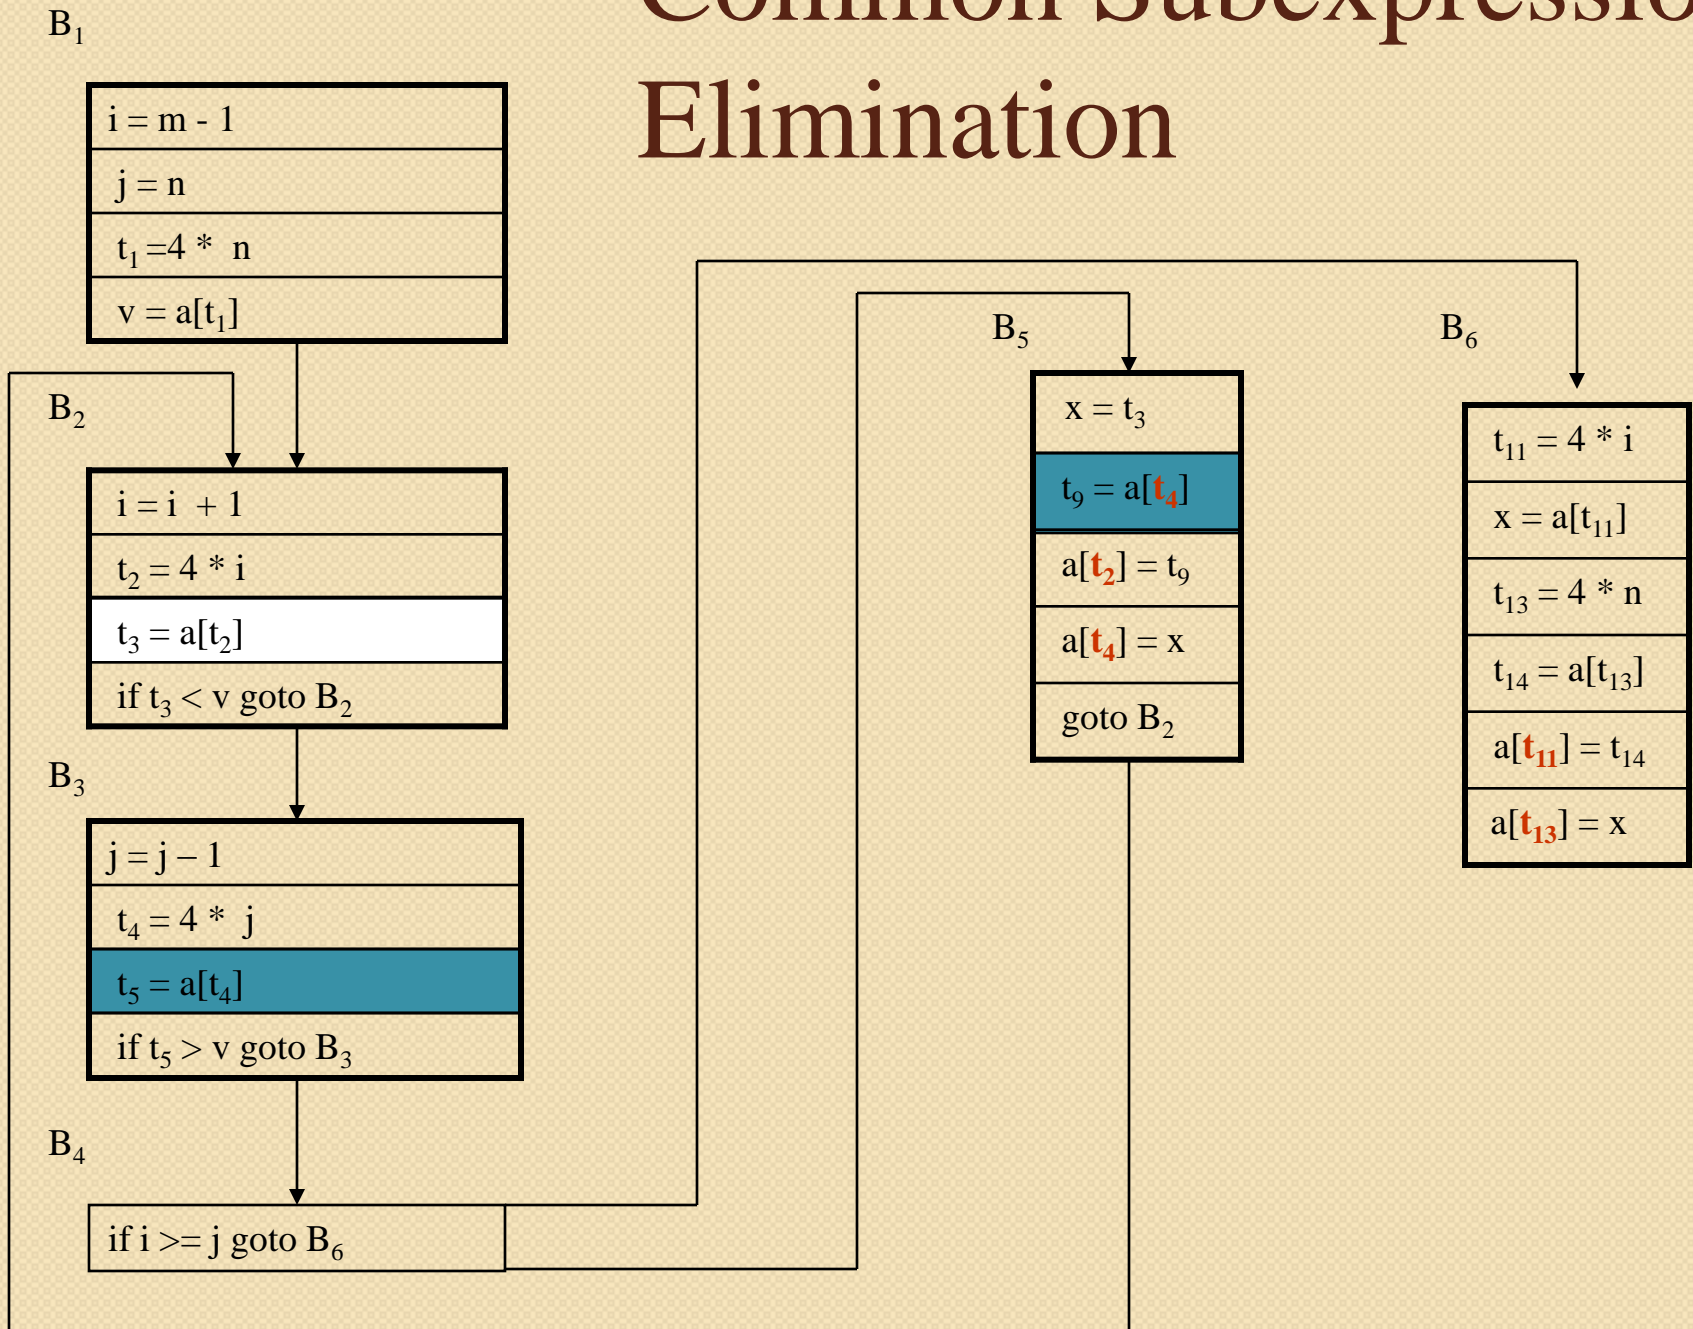 Common Subexpressio
Elimination
B₁
i = m - 1
j = n
t₁ =4 * n
v = a[t₁]
B₂
i = i + 1
t₂ = 4 * i
t₃ = a[t₂]
if t₃ < v goto B₂
B₃
j = j – 1
t₄ = 4 * j
t₅ = a[t₄]
if t₅ > v goto B₃
B₄
if i >= j goto B₆
B₅
x = t₃
t₉ = a[t₄]
a[t₂] = t₉
a[t₄] = x
goto B₂
B₆
t₁₁ = 4 * i
x = a[t₁₁]
t₁₃ = 4 * n
t₁₄ = a[t₁₃]
a[t₁₁] = t₁₄
a[t₁₃] = x